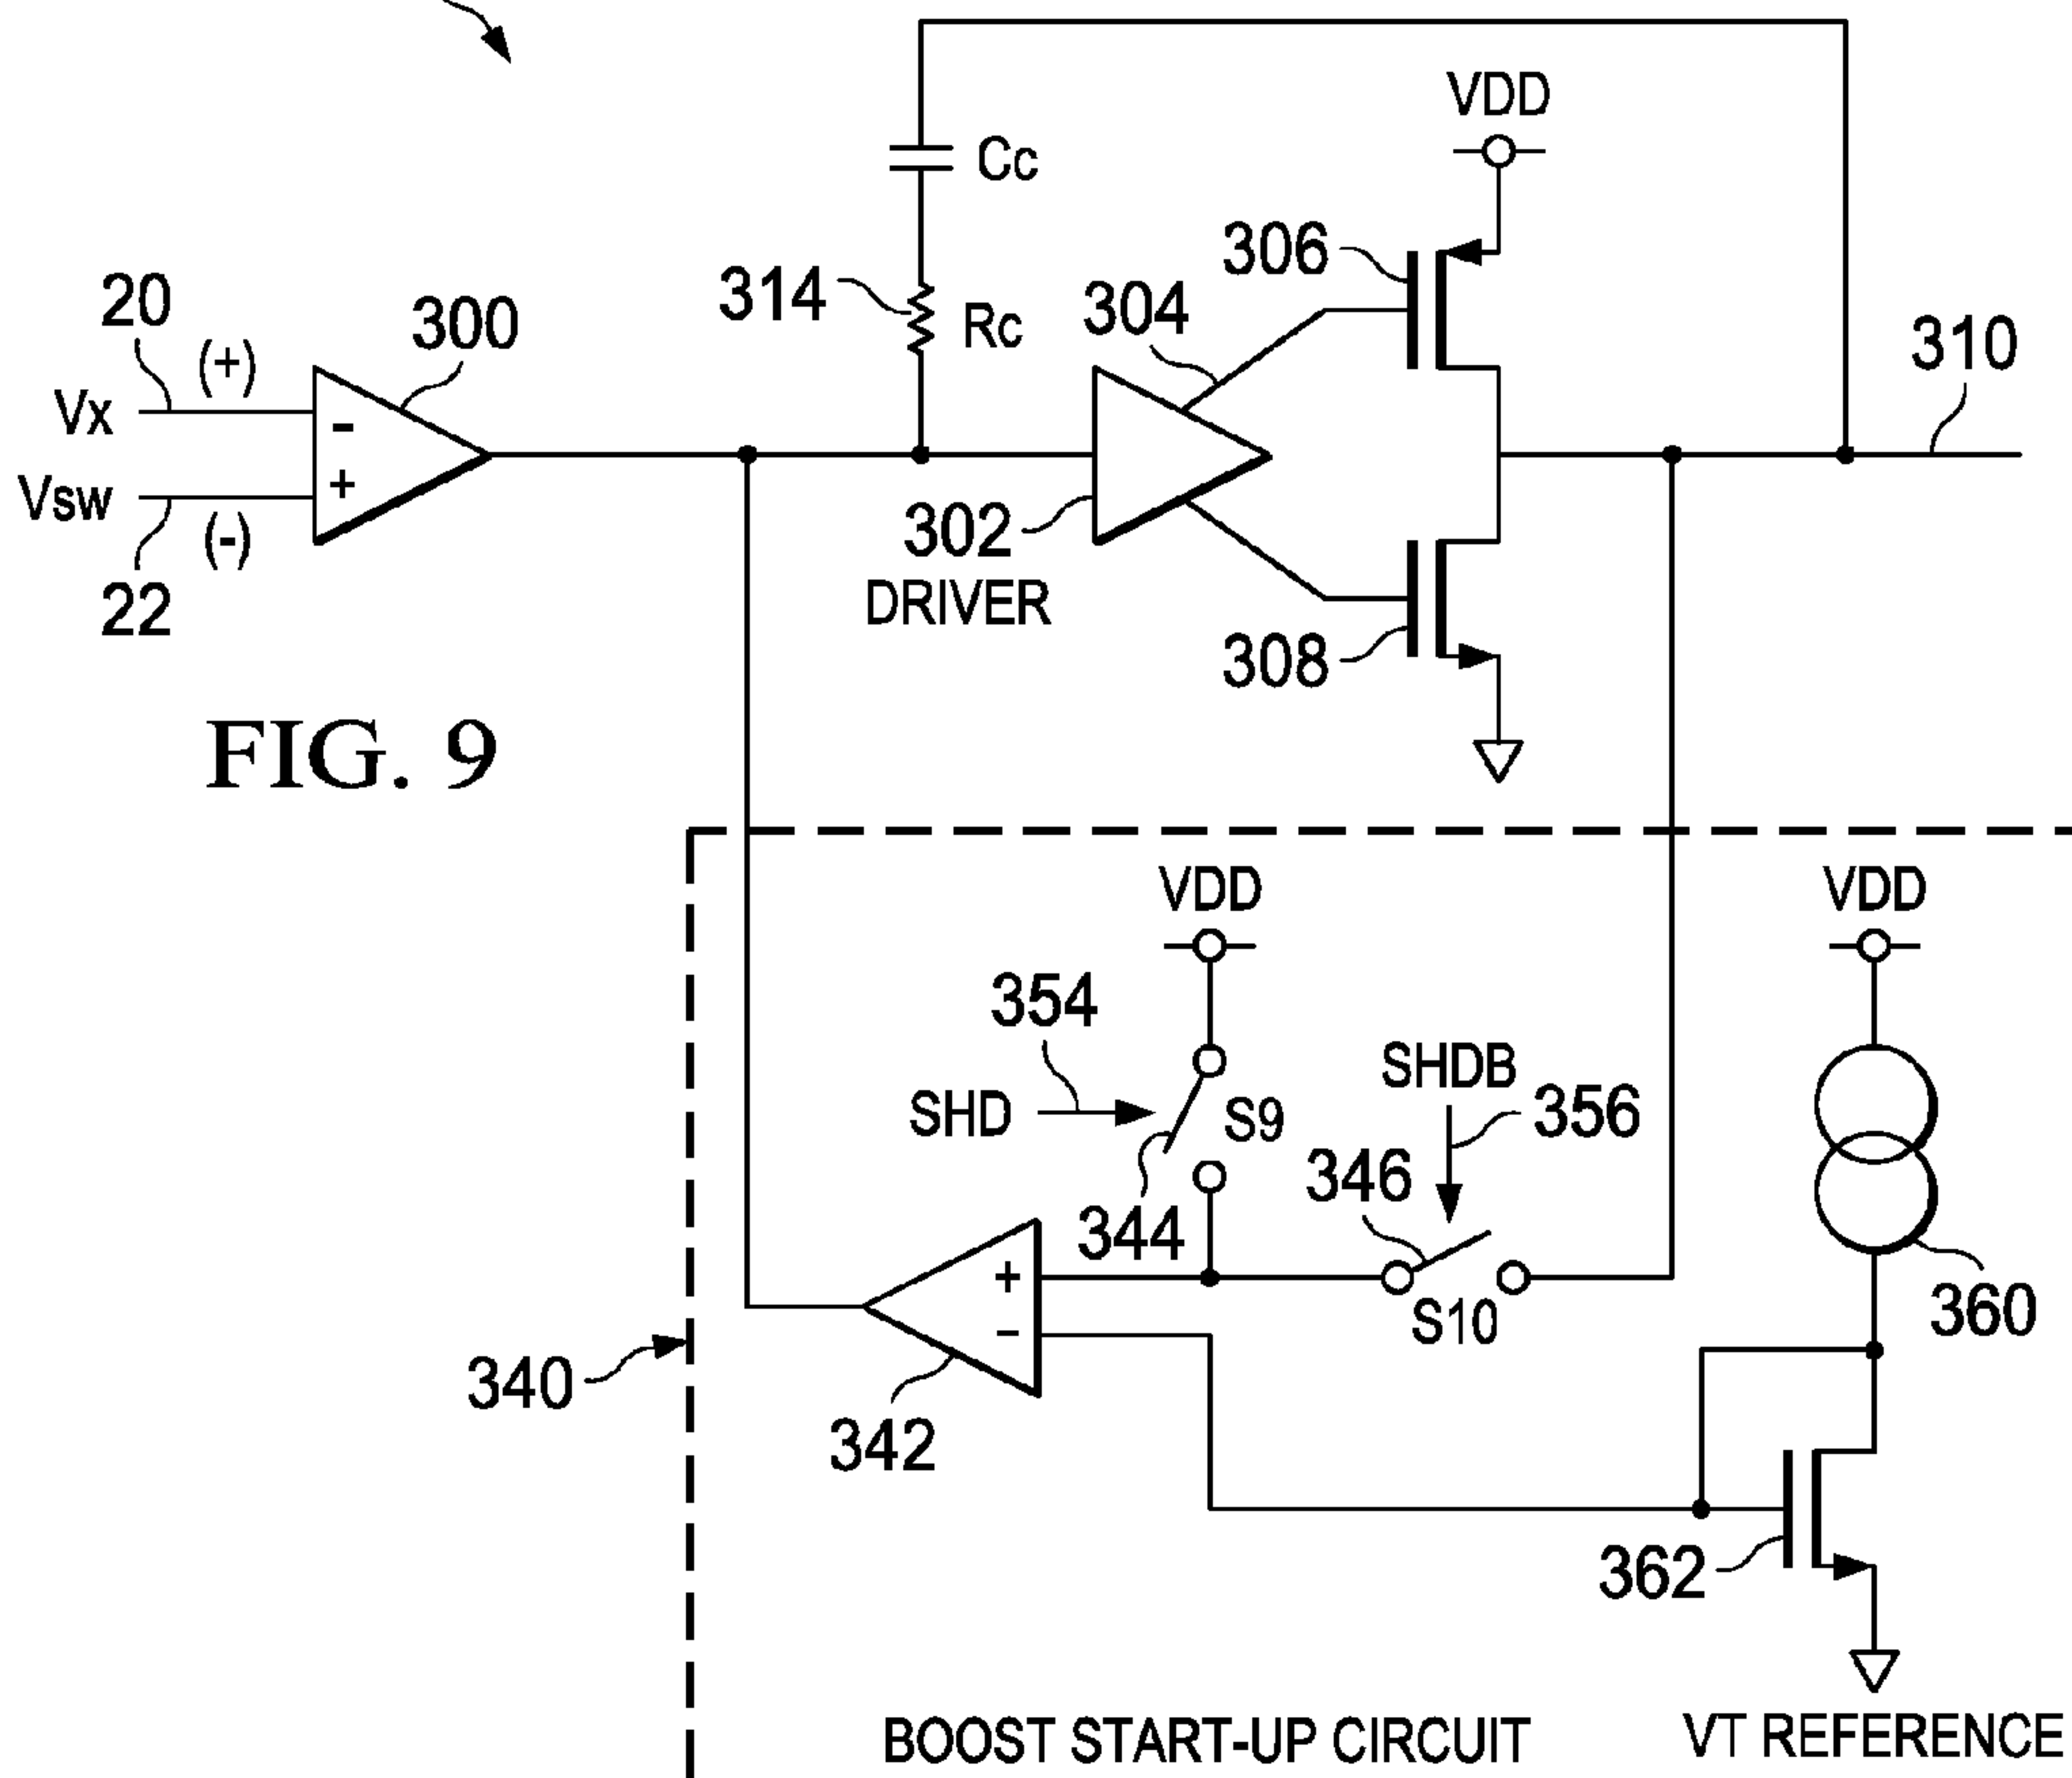 VDD
Cc
306
20
(+)
300
314
Rc
304
310
Vx
-
Vsw
+
(-)
22
302
DRIVER
308
FIG. 9
VDD
VDD
354
SHDB
356
SHD
S9
346
344
+
S10
360
-
340
342
362
BOOST START-UP CIRCUIT
VT REFERENCE